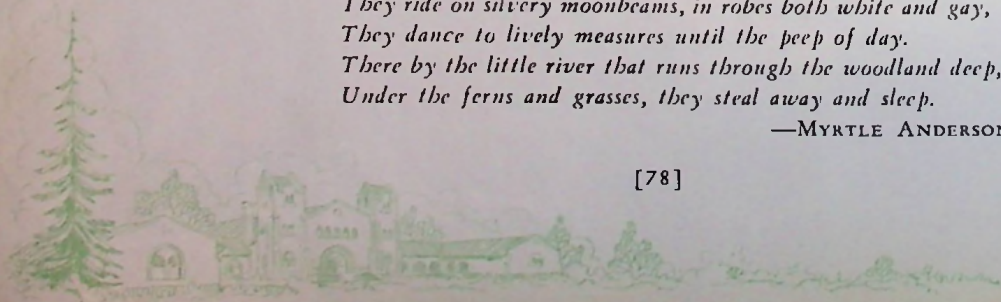 They ride on silvery moonbeams, in robes both white and gay,
They dance to lively measures until the peep of day.
There by the little river that runs through the woodland deep,
Under the ferns and grasses, they steal away and sleep.
—MYRTLE ANDERSON
[78]